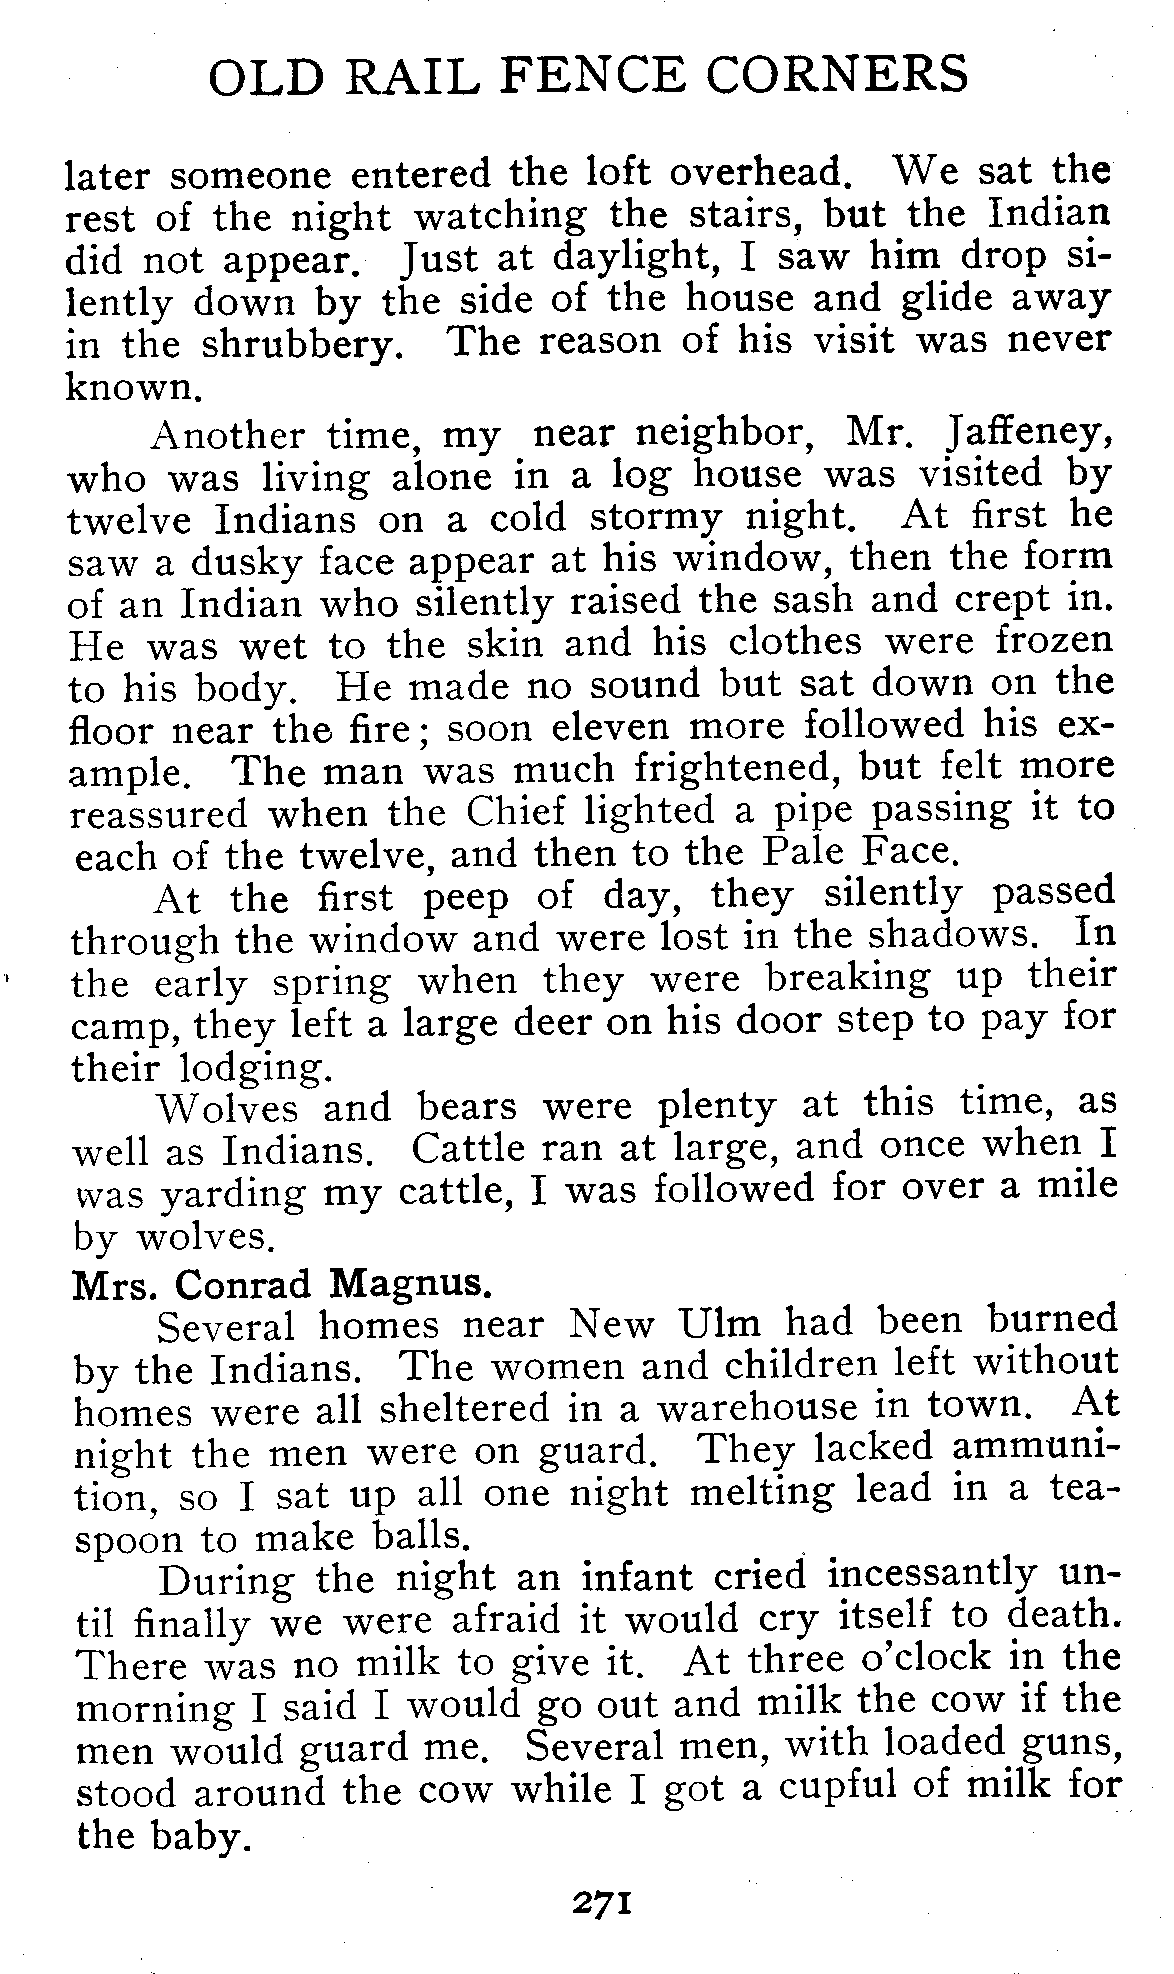 OLD RAIL FENCE CORNERS
later someone entered the loft overhead. We sat the
rest of the night watching the stairs, but the Indian
did not appear. Just at daylight, I saw him drop si-
lently down by the side of the house and glide away
in the shrubbery. The reason of his visit was never
known.
Another time, my near neighbor, Mr. Jaffeney,
who was living alone in a log house was visited by
twelve Indians on a cold stormy night. At first he
saw a dusky face appear at his window, then the form
of an Indian who silently raised the sash and crept in.
He was wet to the skin and his clothes were frozen
to his body. He made no sound but sat down on the
floor near the fire; soon eleven more followed his ex-
ample. The man was much frightened, but felt more
reassured when the Chief lighted a pipe passing it to
each of the twelve, and then to the Pale Face.
At the first peep of day, they silently passed
through the window and were lost in the shadows. In
the early spring when they were breaking up their
camp, they left a large deer on his door step to pay for
their lodging.
Wolves and bears were plenty at this time, as
well as Indians. Cattle ran at large, and once when I
was yarding my cattle, I was followed for over a mile
by wolves.
Mrs. Conrad Magnus.
Several homes near New Ulm had been burned
by the Indians. The women and children left without
homes were all sheltered in a warehouse in town. At
night the men were on guard. They lacked ammuni-
tion, so I sat up all one night melting lead in a tea-
spoon to make balls.
During the night an infant cried incessantly un-
til finally we were afraid it would cry itself to death.
There was no milk to give it. At three o'clock in the
morning I said I would go out and milk the cow if the
men would guard me. Several men, with loaded guns,
stood around the cow while I got a cupful of milk for
the baby.
271